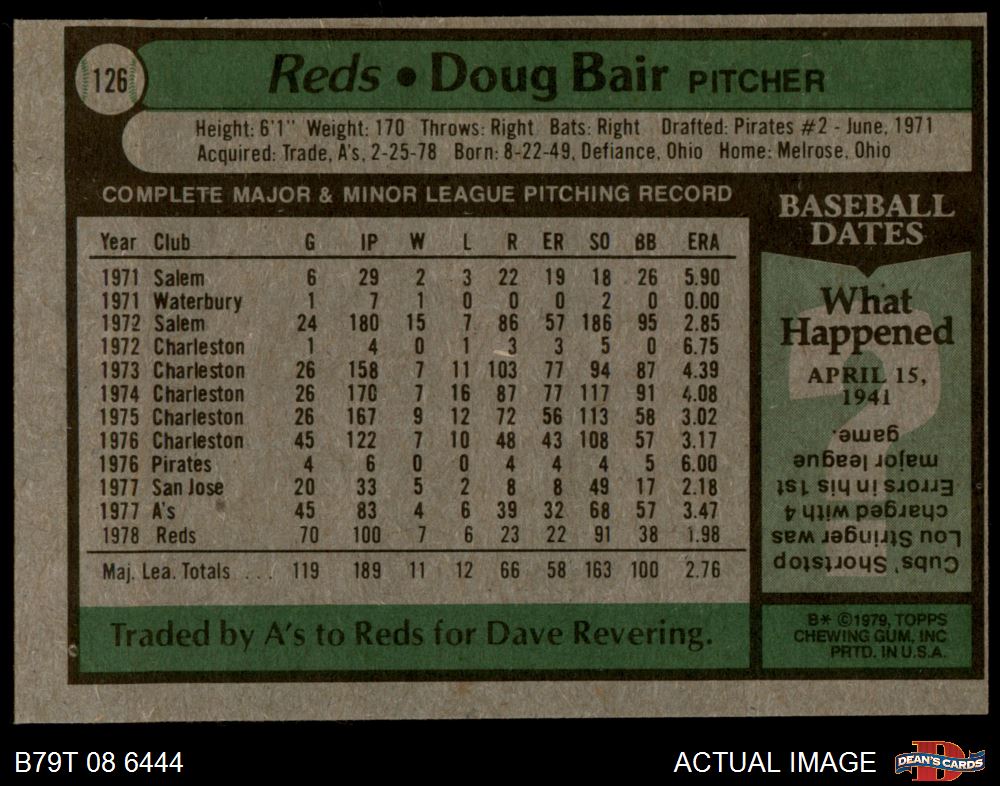 126
Reds • Doug Bair PITCHER
Height: 6'1" Weight: 170 Throws: Right Bats: Right Drafted: Pirates #2 - June, 1971
Acquired: Trade, A's, 2-25-78 Born: 8-22-49, Defiance, Ohio Home: Melrose, Ohio
COMPLETE MAJOR & MINOR LEAGUE PITCHING RECORD
Year Club G IP W L R ER SO BB ERA
1971 Salem 6 29 2 3 22 19 18 26 5.90
1971 Waterbury 1 7 1 0 0 0 2 0 0.00
1972 Salem 24 180 15 7 86 57 186 95 2.85
1972 Charleston 1 4 0 1 3 3 5 0 6.75
1973 Charleston 26 158 7 11 103 77 94 87 4.39
1974 Charleston 26 170 7 16 87 77 117 91 4.08
1975 Charleston 26 167 9 12 72 56 113 58 3.02
1976 Charleston 45 122 7 10 48 43 108 57 3.17
1976 Pirates 4 6 0 0 4 4 4 5 6.00
1977 San Jose 20 33 5 2 8 8 49 17 2.18
1977 A's 45 83 4 6 39 32 68 57 3.47
1978 Reds 70 100 7 6 23 22 91 38 1.98
Maj. Lea. Totals ... 119 189 11 12 66 58 163 100 2.76
Traded by A's to Reds for Dave Revering.
BASEBALL
DATES
What
Happened
APRIL 15,
1941
Cubs' Shortstop
Lou Stringer was
charged with 4
Errors in his 1st
major league
game.
B* ©1979, TOPPS
CHEWING GUM, INC
PRTD. IN U.S.A.
B79T 08 6444
ACTUAL IMAGE
D
DEAN'S CARDS